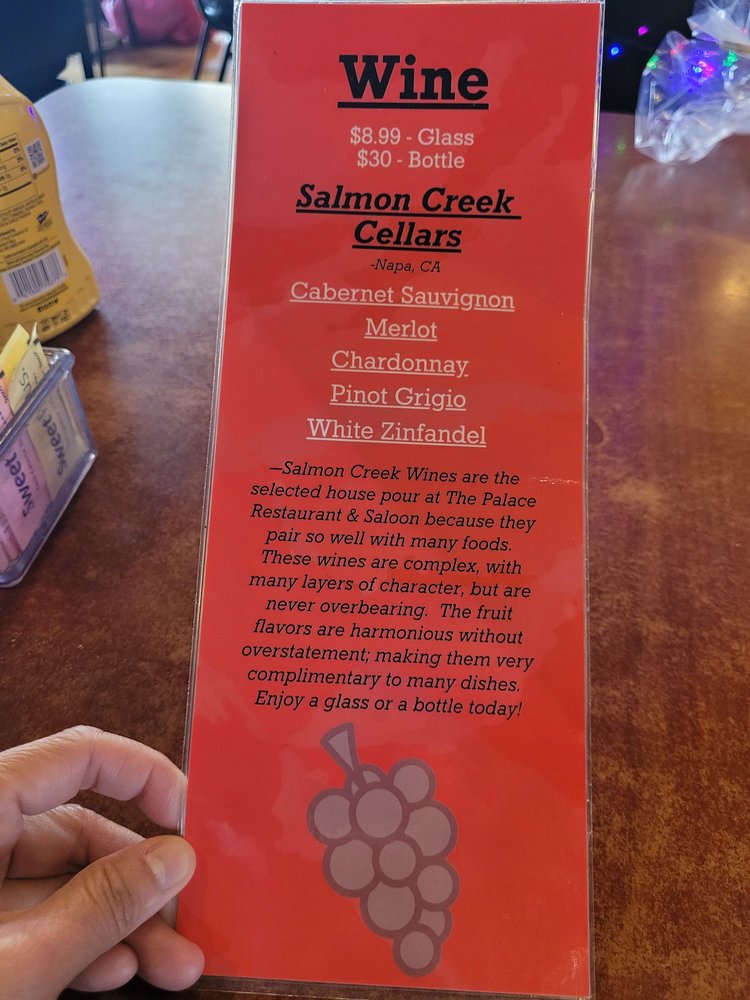 Wine
$8.99 - Glass
$30 - Bottle
Salmon Creek
Cellars
-Napa, CA
Cabernet Sauvignon
Merlot
Chardonnay
Pinot Grigio
White Zinfandel
—Salmon Creek Wines are the
selected house pour at The Palace
Restaurant & Saloon because they
pair so well with many foods.
These wines are complex, with
many layers of character, but are
never overbearing. The fruit
flavors are harmonious without
overstatement; making them very
complimentary to many dishes.
Enjoy a glass or a bottle today!
Sweet
Sweet